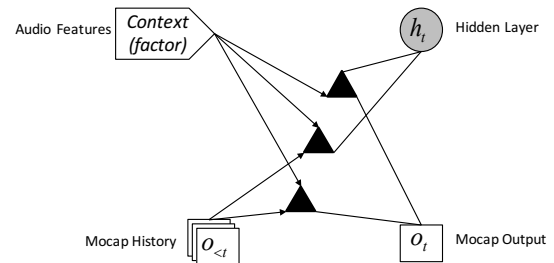 Audio Features
Context
(factor)
h_t
Hidden Layer
Mocap History
o_{<t}
o_t
Mocap Output